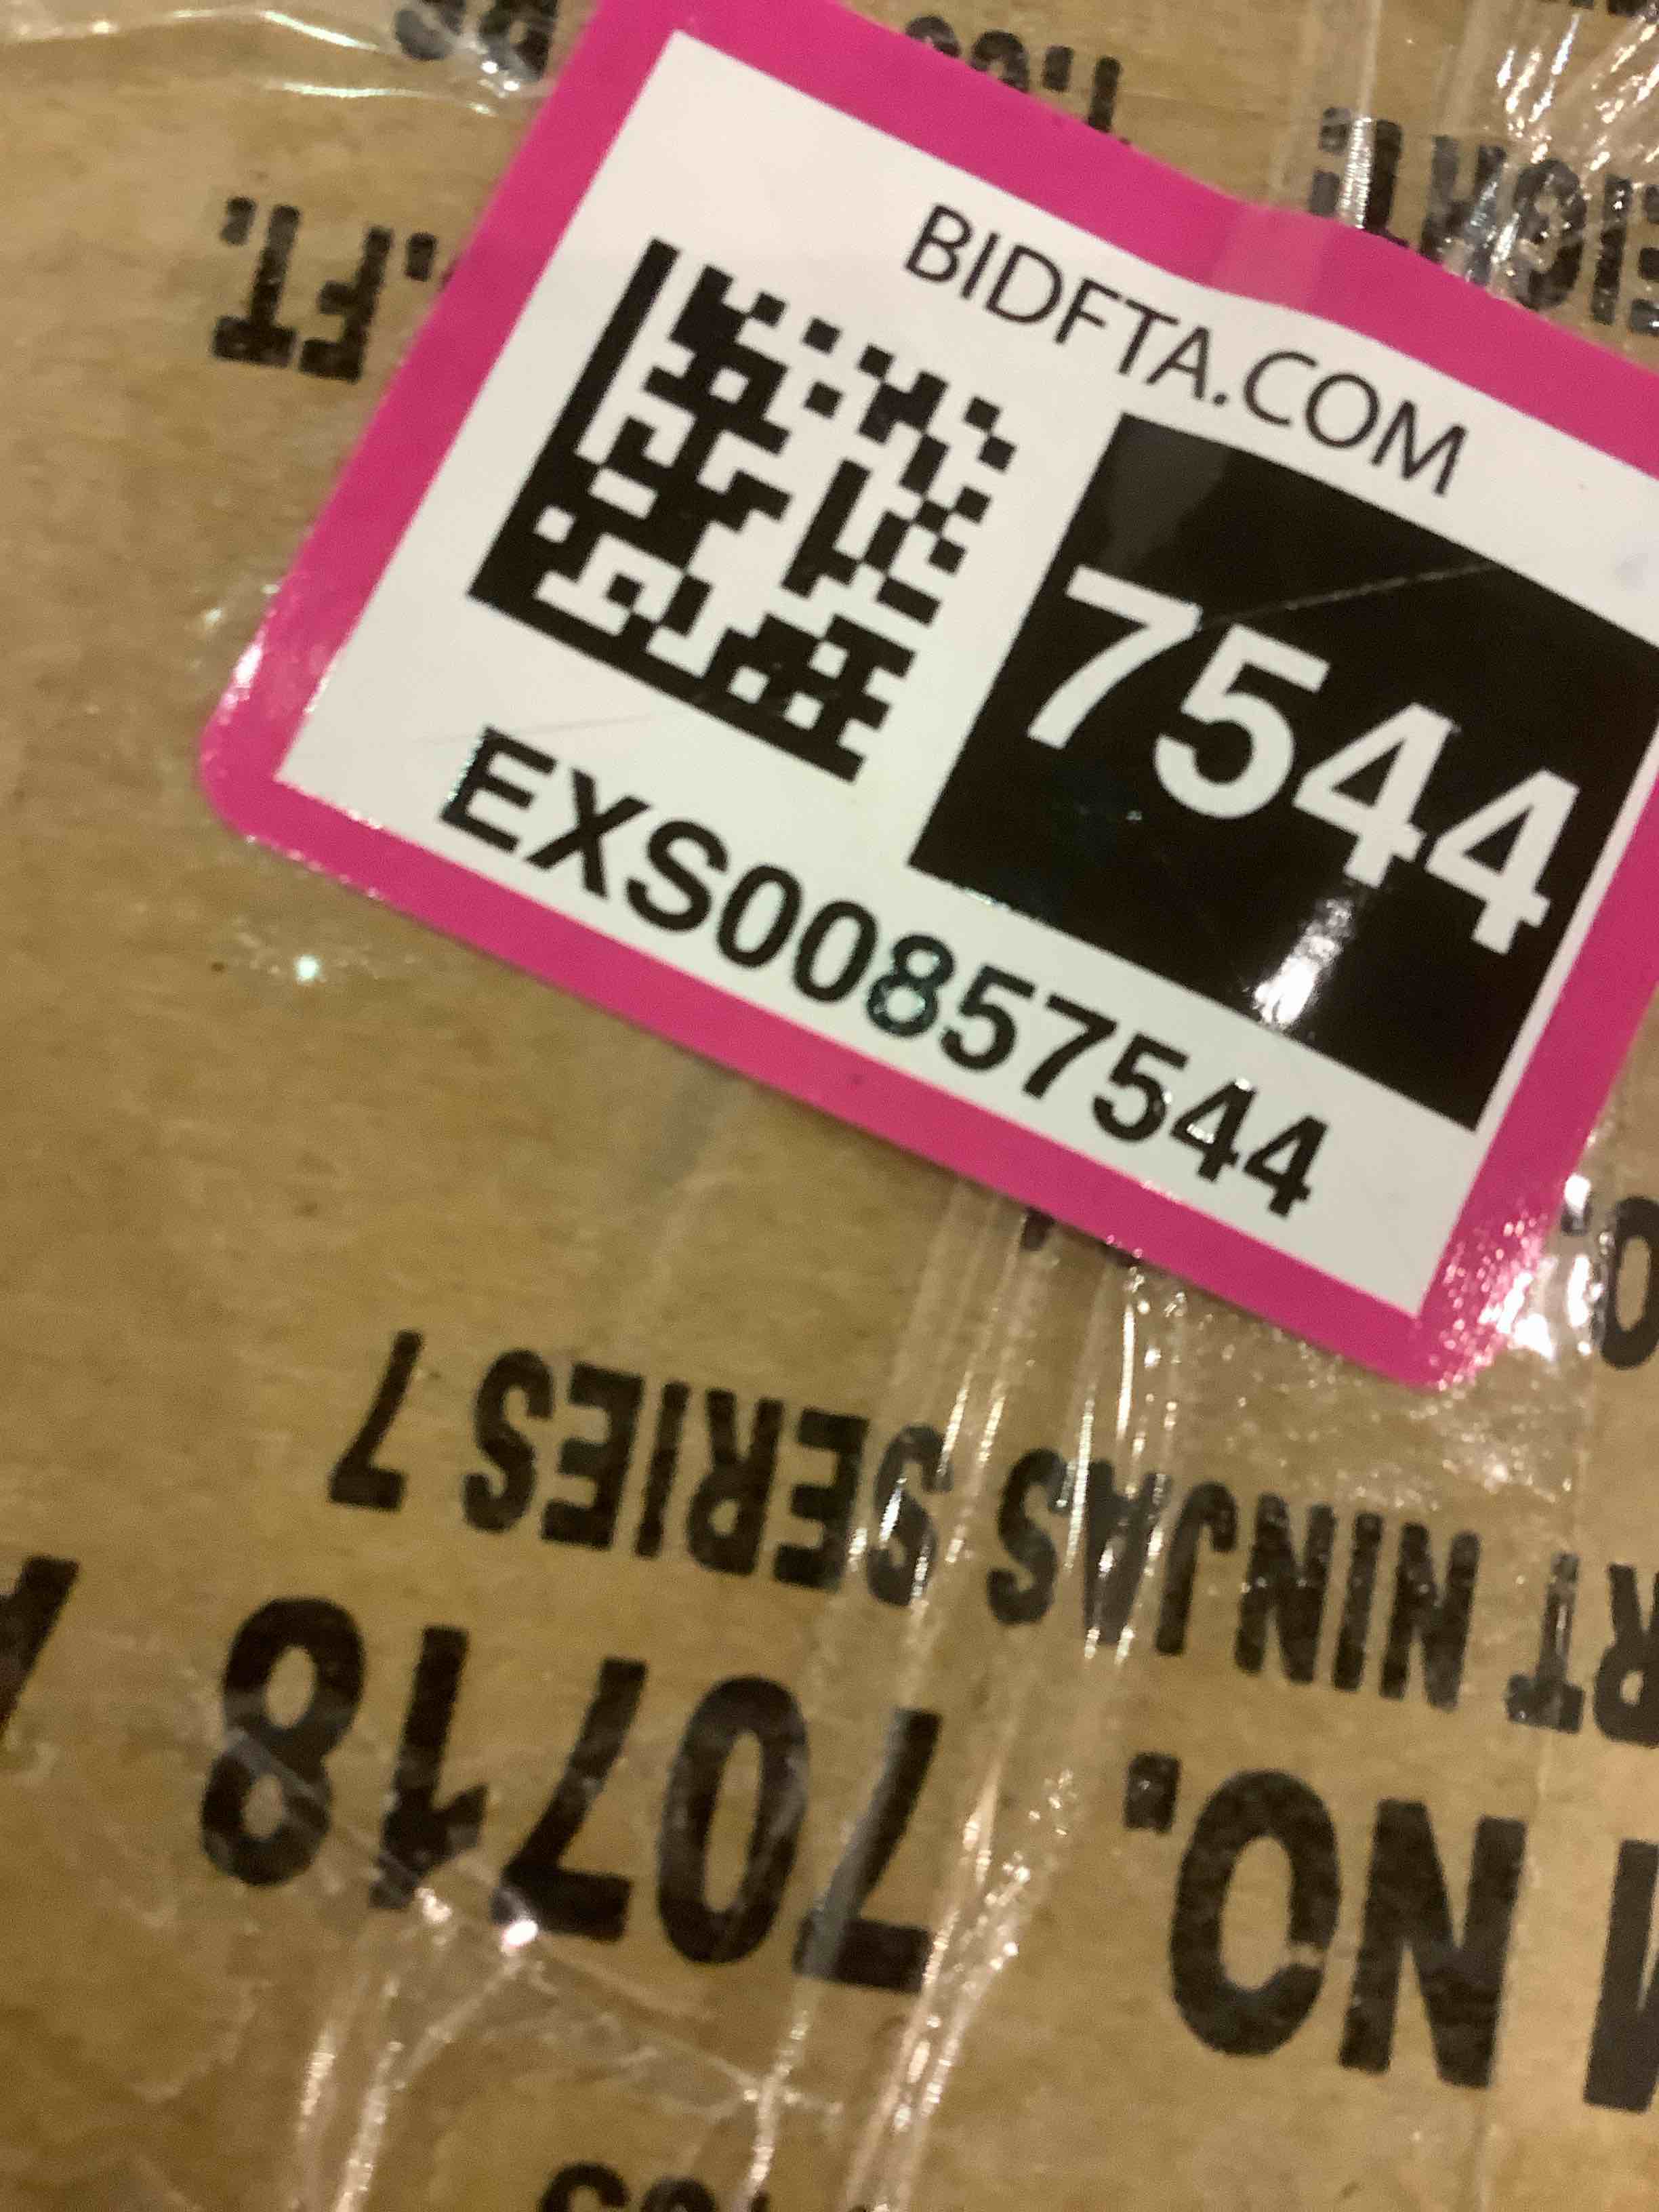 BIDFTA.COM
7544
EXS00857544
.FT.
NO. 70718
NINJAS SERIES 7